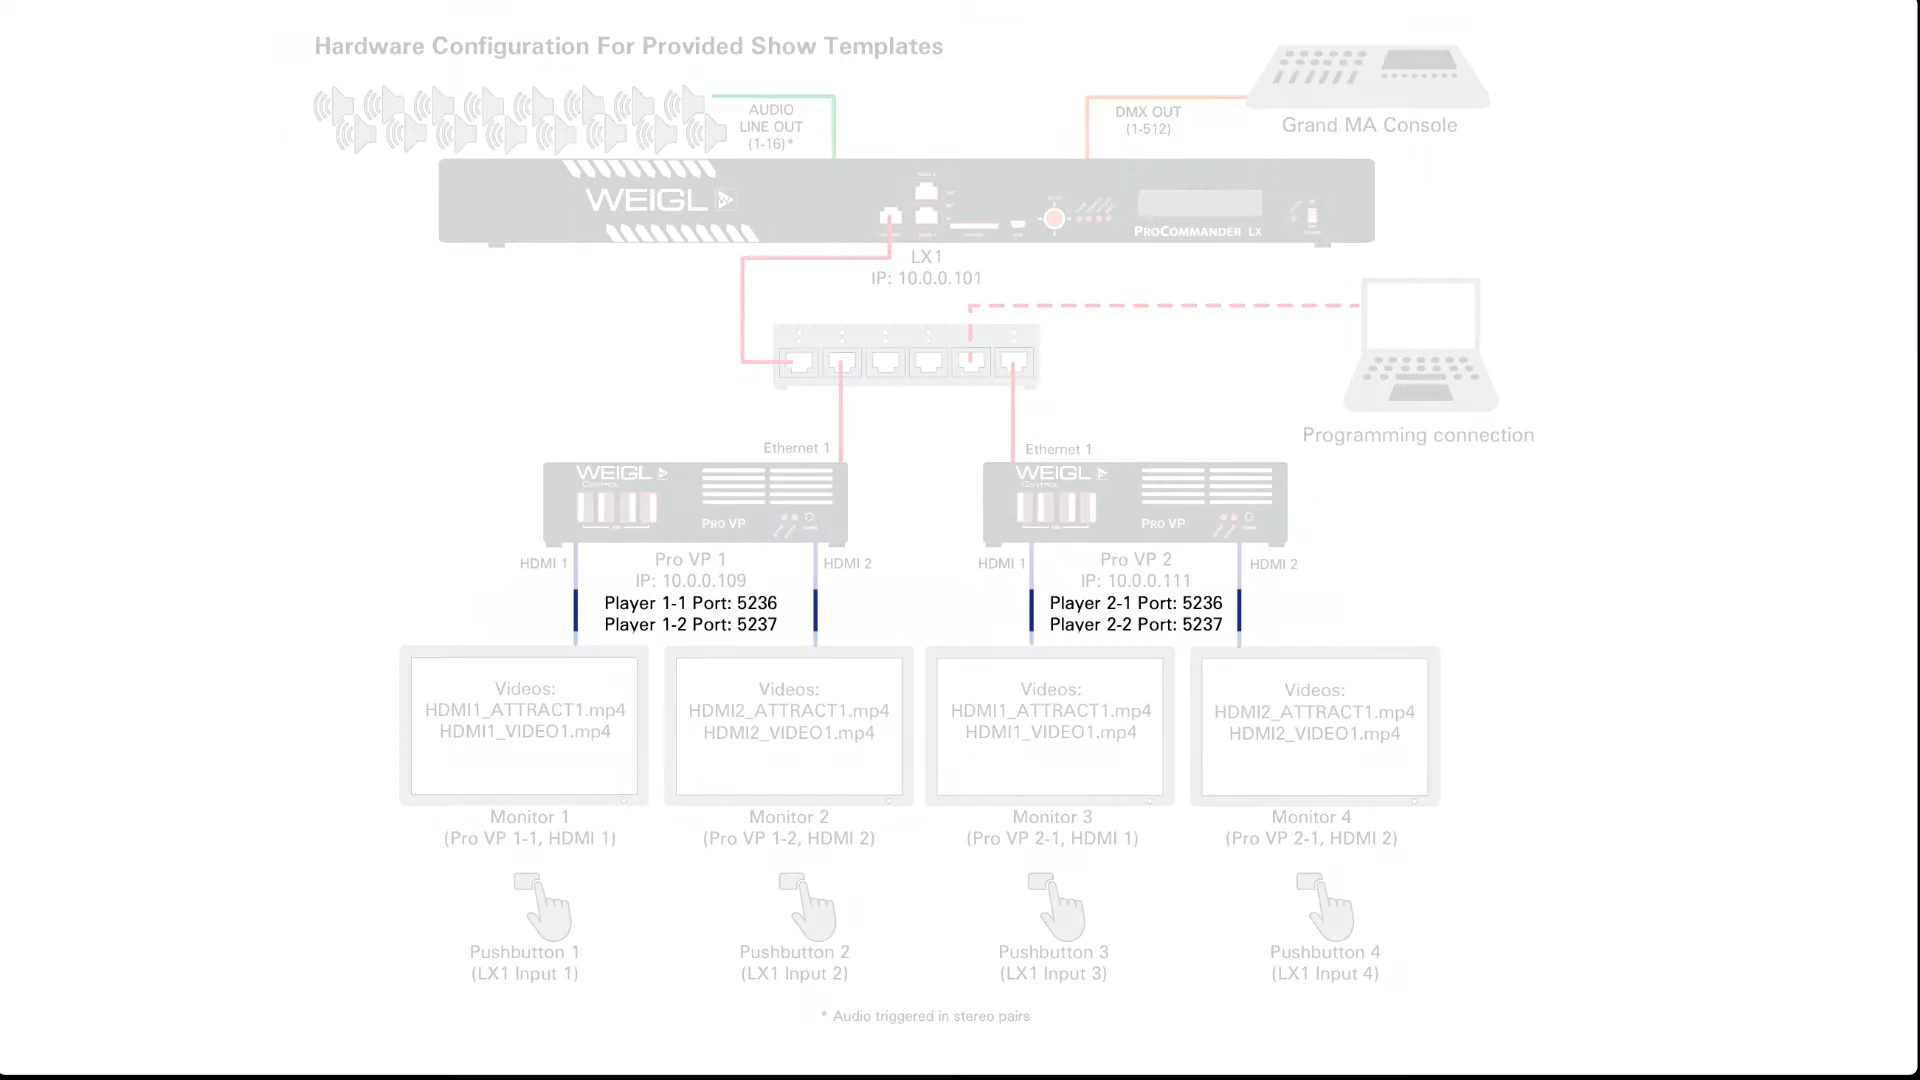 Hardware Configuration For Provided Show Templates
AUDIO
LINE OUT
(1-16)*
DMX OUT
(1-512)
Grand MA Console
WEIGL
PROCOMMANDER LX
LX1
IP: 10.0.0.101
Programming connection
Ethernet 1
Ethernet 1
WEIGL
CONTROL
PRO VP
WEIGL
CONTROL
PRO VP
HDMI 1
Pro VP 1
HDMI 2
IP: 10.0.0.109
Player 1-1 Port: 5236
Player 1-2 Port: 5237
HDMI 1
Pro VP 2
HDMI 2
IP: 10.0.0.111
Player 2-1 Port: 5236
Player 2-2 Port: 5237
Videos:
HDMI1_ATTRACT1.mp4
HDMI1_VIDEO1.mp4
Videos:
HDMI2_ATTRACT1.mp4
HDMI2_VIDEO1.mp4
Videos:
HDMI1_ATTRACT1.mp4
HDMI1_VIDEO1.mp4
Videos:
HDMI2_ATTRACT1.mp4
HDMI2_VIDEO1.mp4
Monitor 1
(Pro VP 1-1, HDMI 1)
Monitor 2
(Pro VP 1-2, HDMI 2)
Monitor 3
(Pro VP 2-1, HDMI 1)
Monitor 4
(Pro VP 2-1, HDMI 2)
Pushbutton 1
(LX1 Input 1)
Pushbutton 2
(LX1 Input 2)
Pushbutton 3
(LX1 Input 3)
Pushbutton 4
(LX1 Input 4)
* Audio triggered in stereo pairs